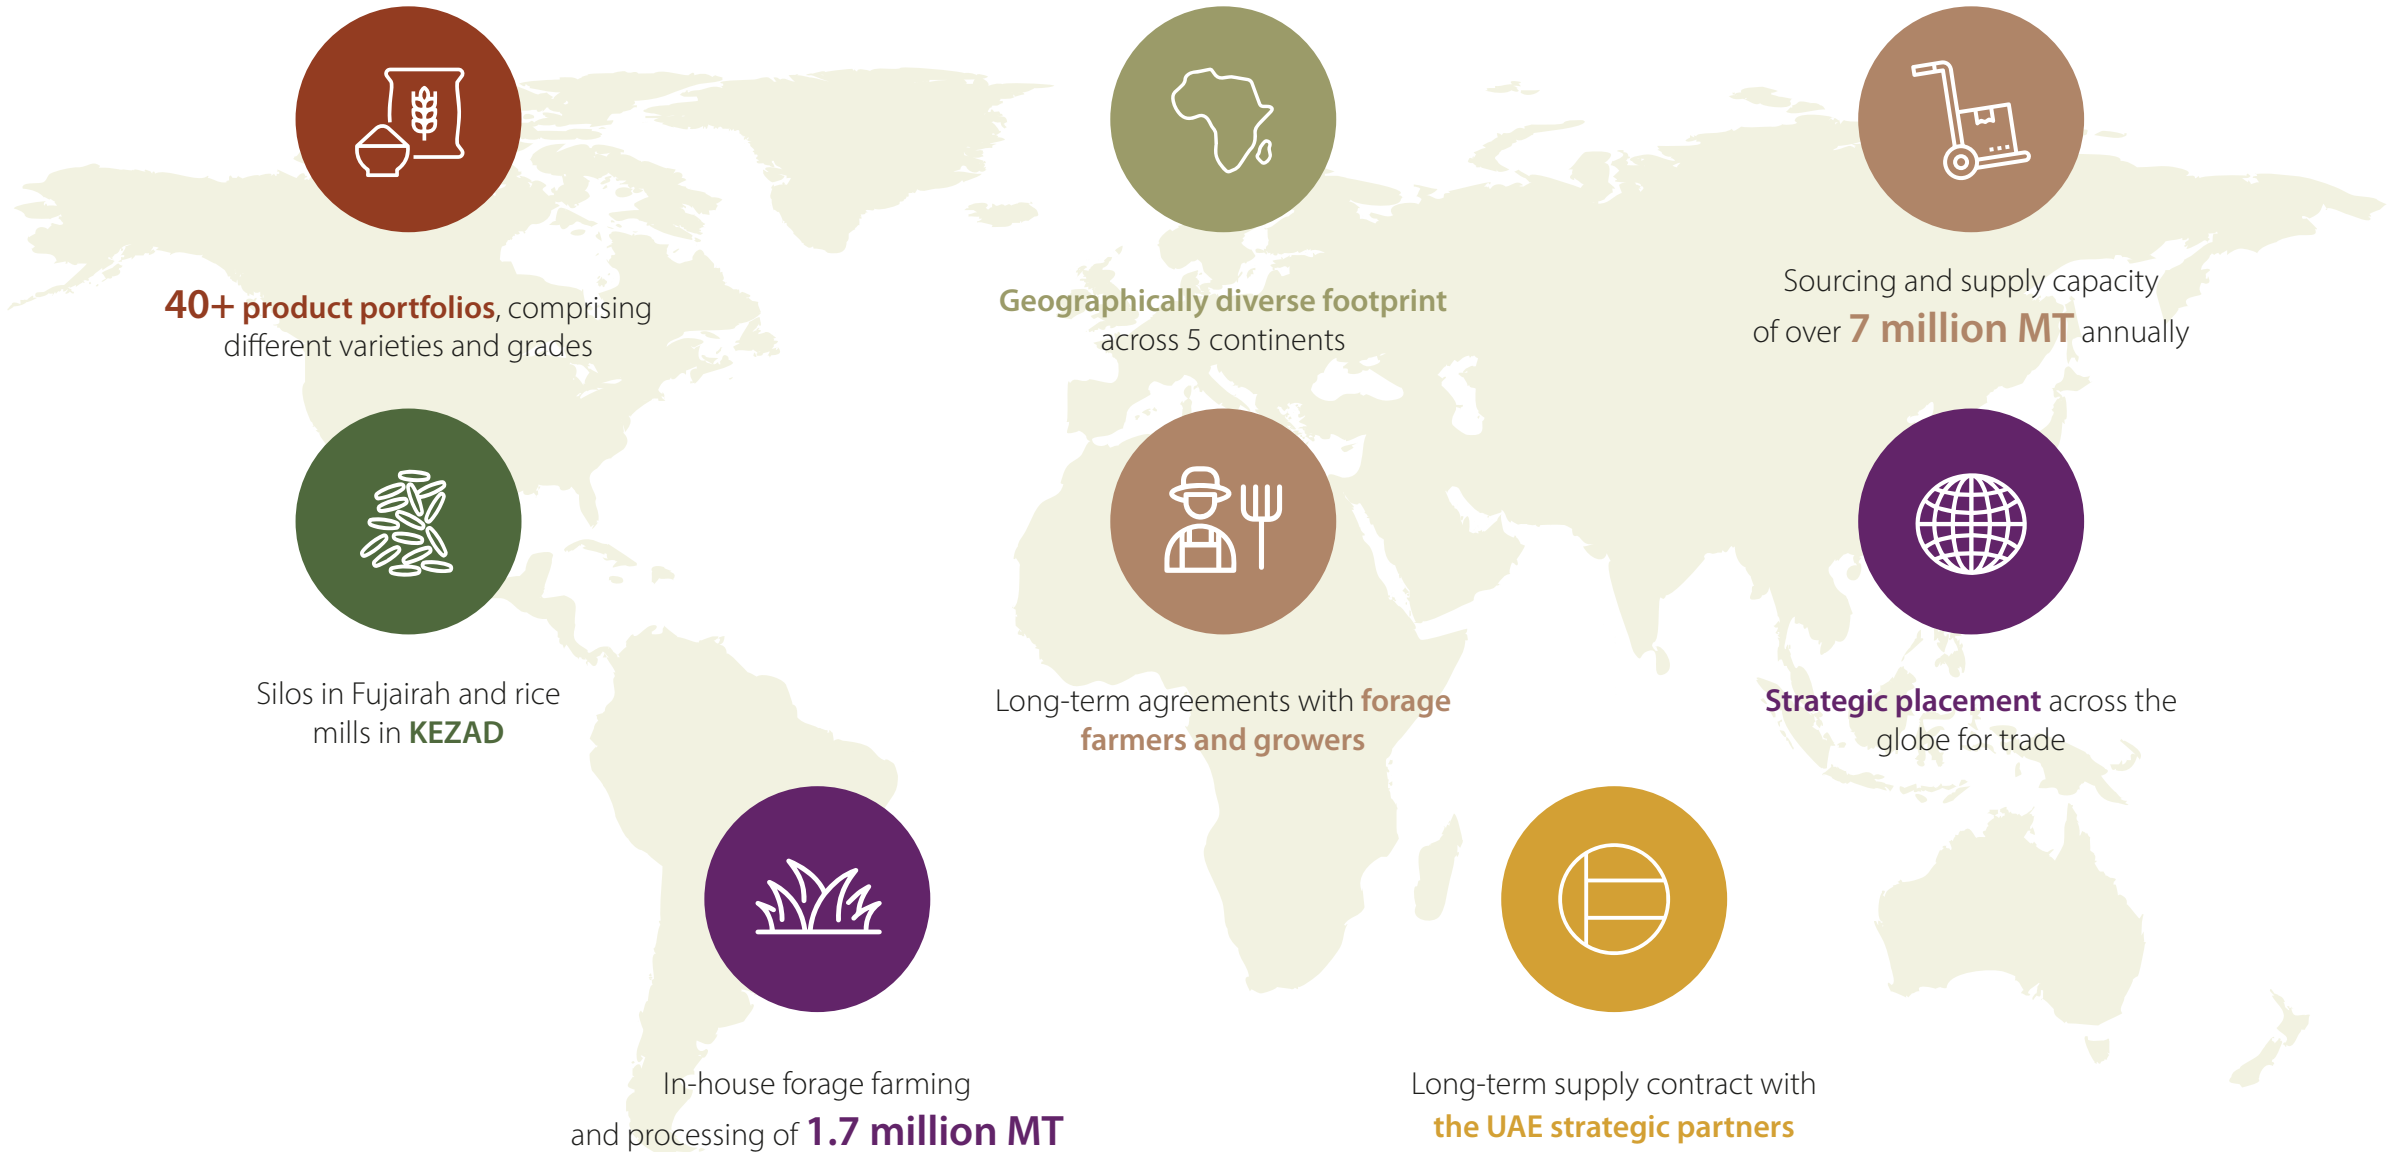 40+ product portfolios, comprising
different varieties and grades
Geographically diverse footprint
across 5 continents
Sourcing and supply capacity
of over 7 million MT annually
Silos in Fujairah and rice
mills in KEZAD
Long-term agreements with forage
farmers and growers
Strategic placement across the
globe for trade
In-house forage farming
and processing of 1.7 million MT
Long-term supply contract with
the UAE strategic partners